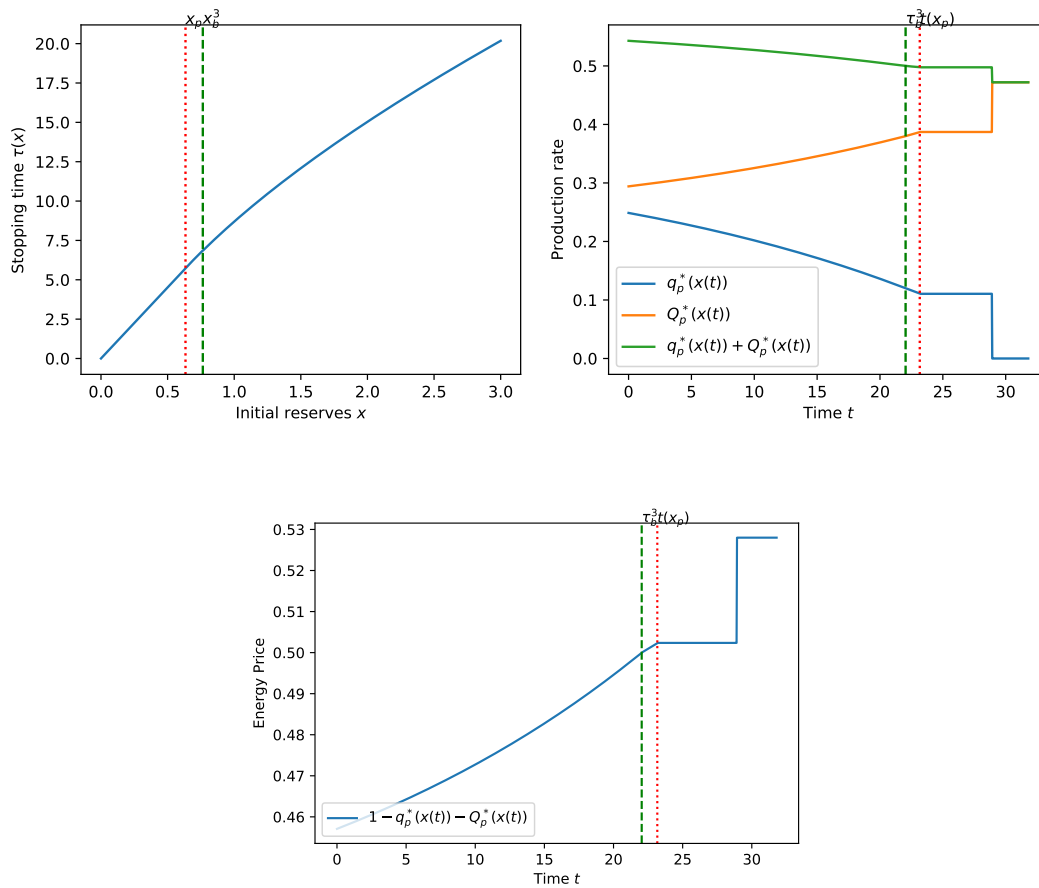 x_p x_b^3
20.0
17.5
15.0
12.5
10.0
7.5
5.0
2.5
0.0
Stopping time τ(x)
0.0 0.5 1.0 1.5 2.0 2.5 3.0
Initial reserves x
τ_b^3 t(x_p)
0.5
0.4
0.3
0.2
0.1
0.0
Production rate
q_p^*(x(t))
Q_p^*(x(t))
q_p^*(x(t)) + Q_p^*(x(t))
0 5 10 15 20 25 30
Time t
τ_b^3 t(x_p)
0.53
0.52
0.51
0.50
0.49
0.48
0.47
0.46
Energy Price
1 − q_p^*(x(t)) − Q_p^*(x(t))
0 5 10 15 20 25 30
Time t